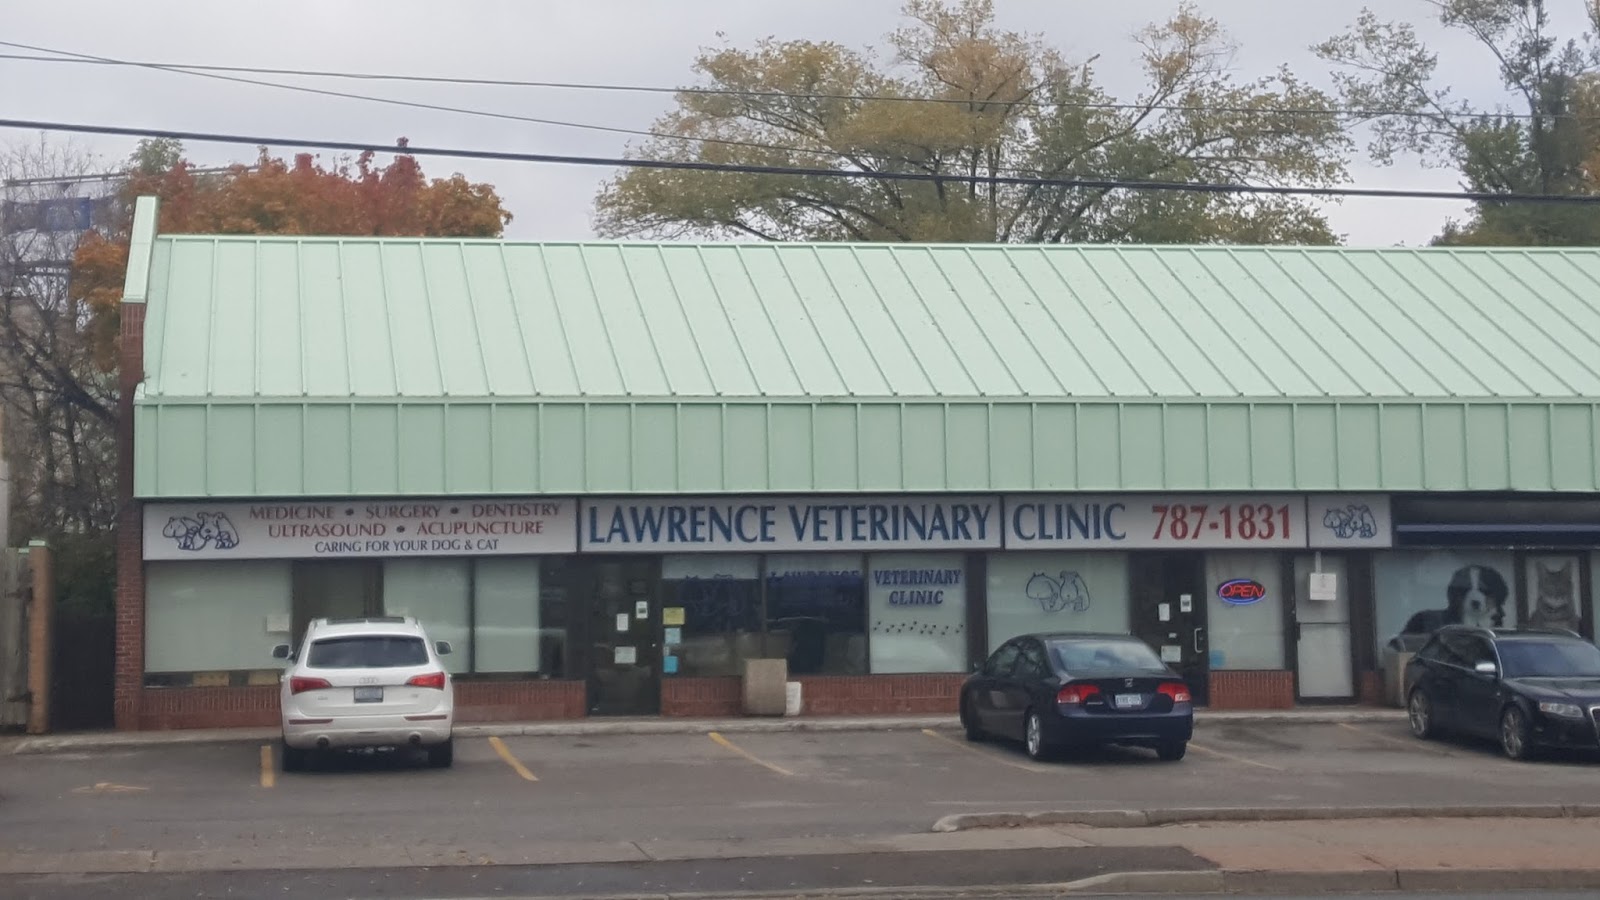 MEDICINE • SURGERY • DENTISTRY
ULTRASOUND • ACUPUNCTURE
CARING FOR YOUR DOG & CAT
LAWRENCE VETERINARY CLINIC 787-1831
LAWRENCE VETERINARY
CLINIC
OPEN